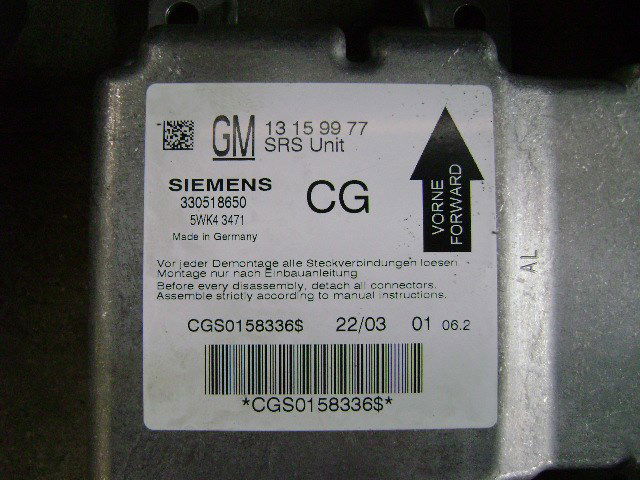 GM 13 15 99 77
SRS Unit
SIEMENS
330518650
5WK4 3471
Made in Germany
CG
VORNE
FORWARD
Vor jeder Demontage alle Steckverbindungen loesen.
Montage nur nach Einbauanleitung
Before every disassembly, detach all connectors.
Assemble strictly according to manual instructions.
CGS0158336$ 22/03 01 06.2
*CGS0158336$*
AL